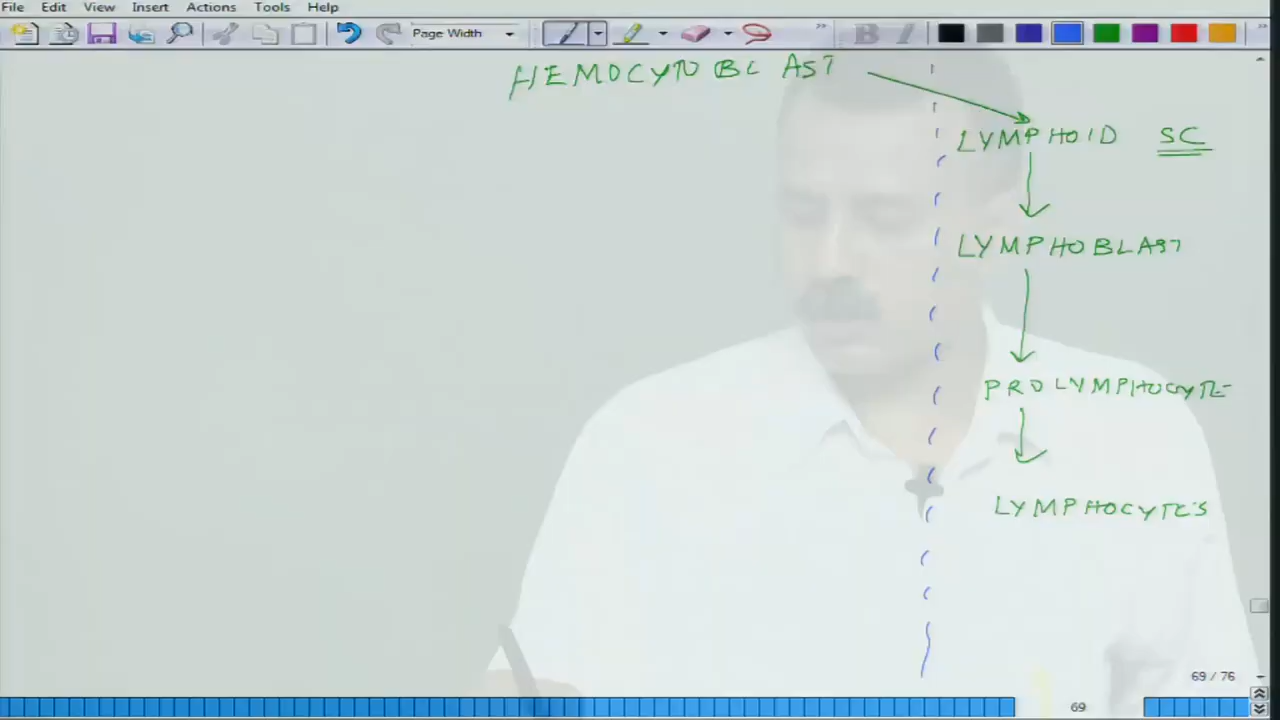 File Edit View Insert Actions Tools Help
Page Width
HEMOCYTOBLAST
LYMPHOID SC
LYMPHOBLAST
PROLYMPHOCYTE
LYMPHOCYTES
69 / 76
69